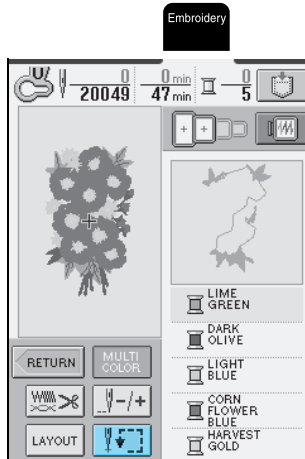 Embroidery
U
0
20049
0 min
47 min
0
5
LIME
GREEN
DARK
OLIVE
LIGHT
BLUE
CORN
FLOWER
BLUE
HARVEST
GOLD
RETURN
MULTI
COLOR
-/+
LAYOUT